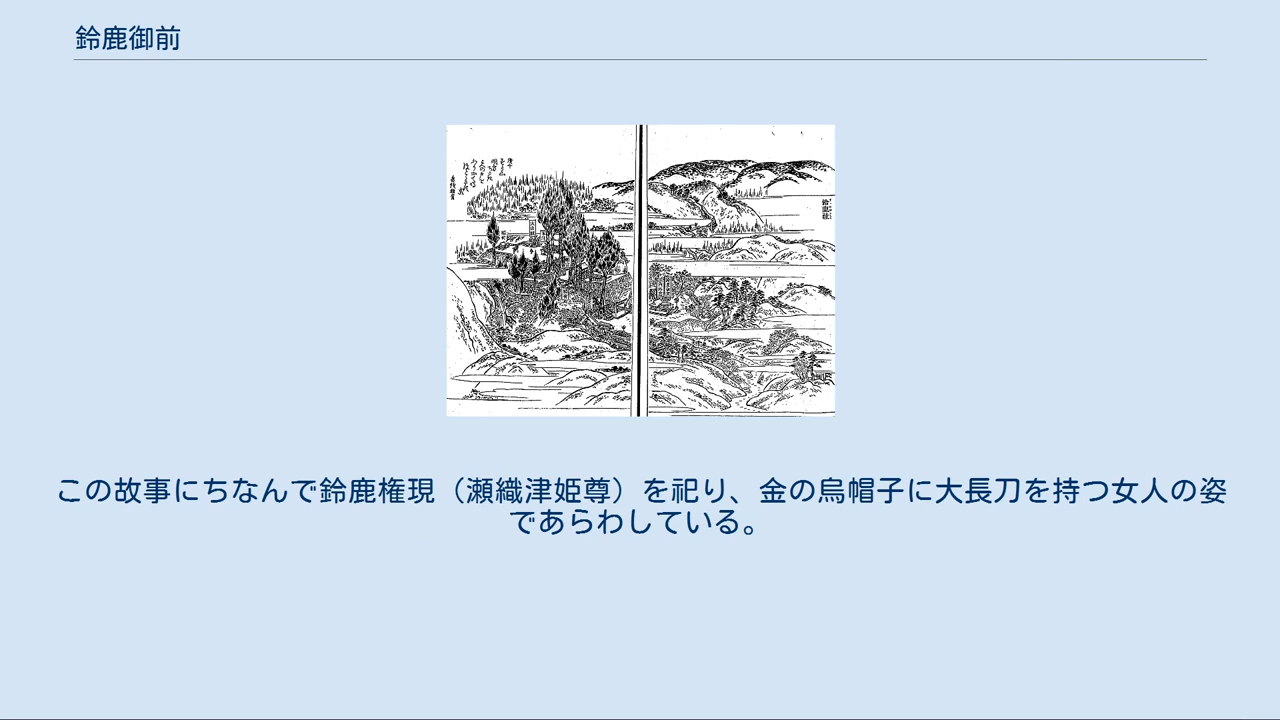 鈴鹿御前
この故事にちなんで鈴鹿権現（瀬織津姫尊）を祀り、金の烏帽子に大長刀を持つ女人の姿
であらわしている。